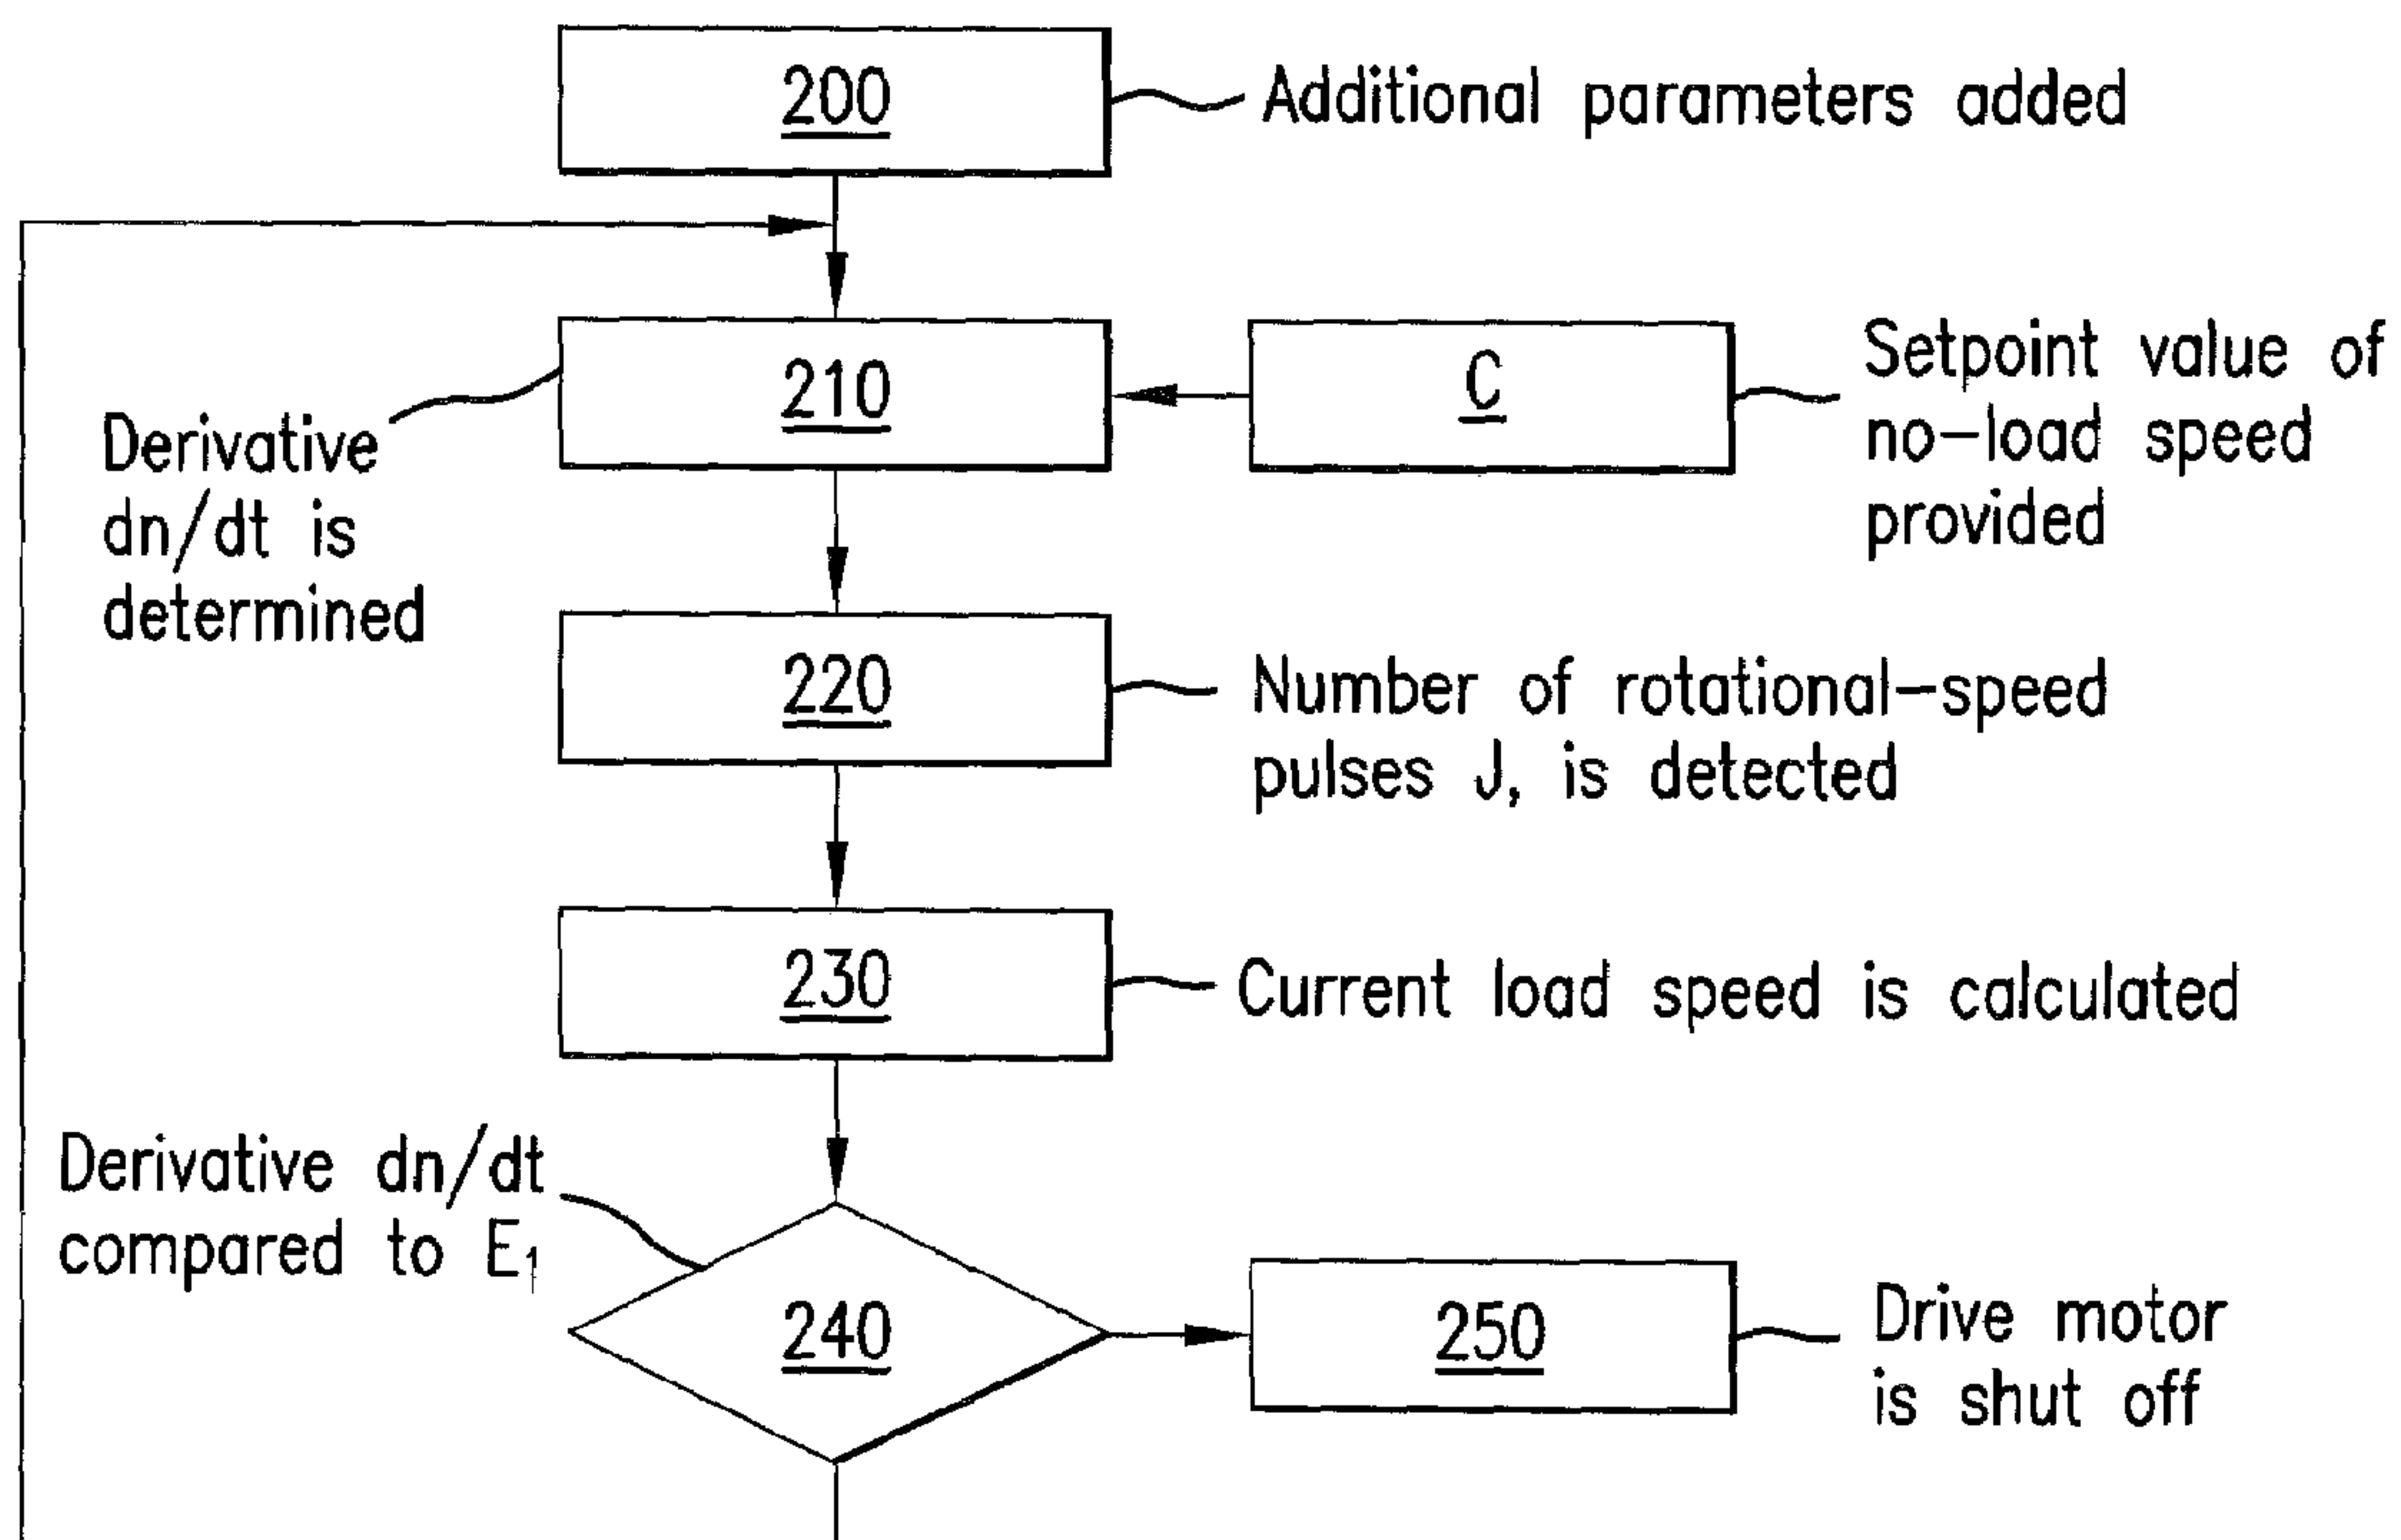 200
Additional parameters added
210
C
Setpoint value of
no-load speed
provided
Derivative
dn/dt is
determined
220
Number of rotational-speed
pulses J, is detected
230
Current load speed is calculated
Derivative dn/dt
compared to E₁
240
250
Drive motor
is shut off